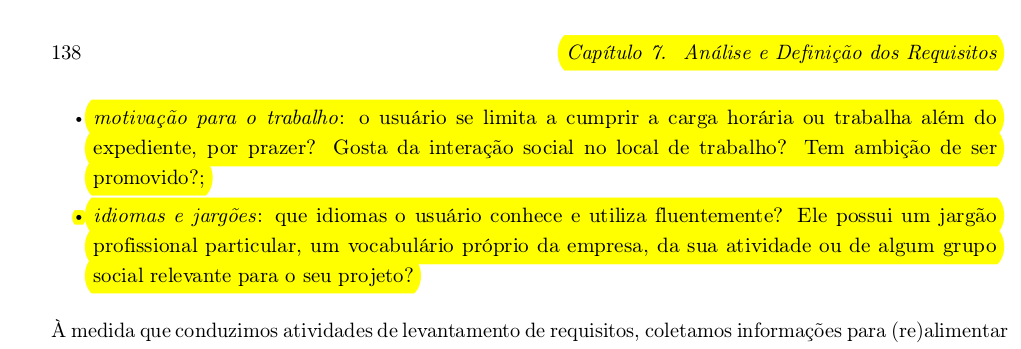 138
Capítulo 7. Análise e Definição dos Requisitos
• motivação para o trabalho: o usuário se limita a cumprir a carga horária ou trabalha além do
expediente, por prazer? Gosta da interação social no local de trabalho? Tem ambição de ser
promovido?;
• idiomas e jargões: que idiomas o usuário conhece e utiliza fluentemente? Ele possui um jargão
profissional particular, um vocabulário próprio da empresa, da sua atividade ou de algum grupo
social relevante para o seu projeto?
À medida que conduzimos atividades de levantamento de requisitos, coletamos informações para (re)alimentar